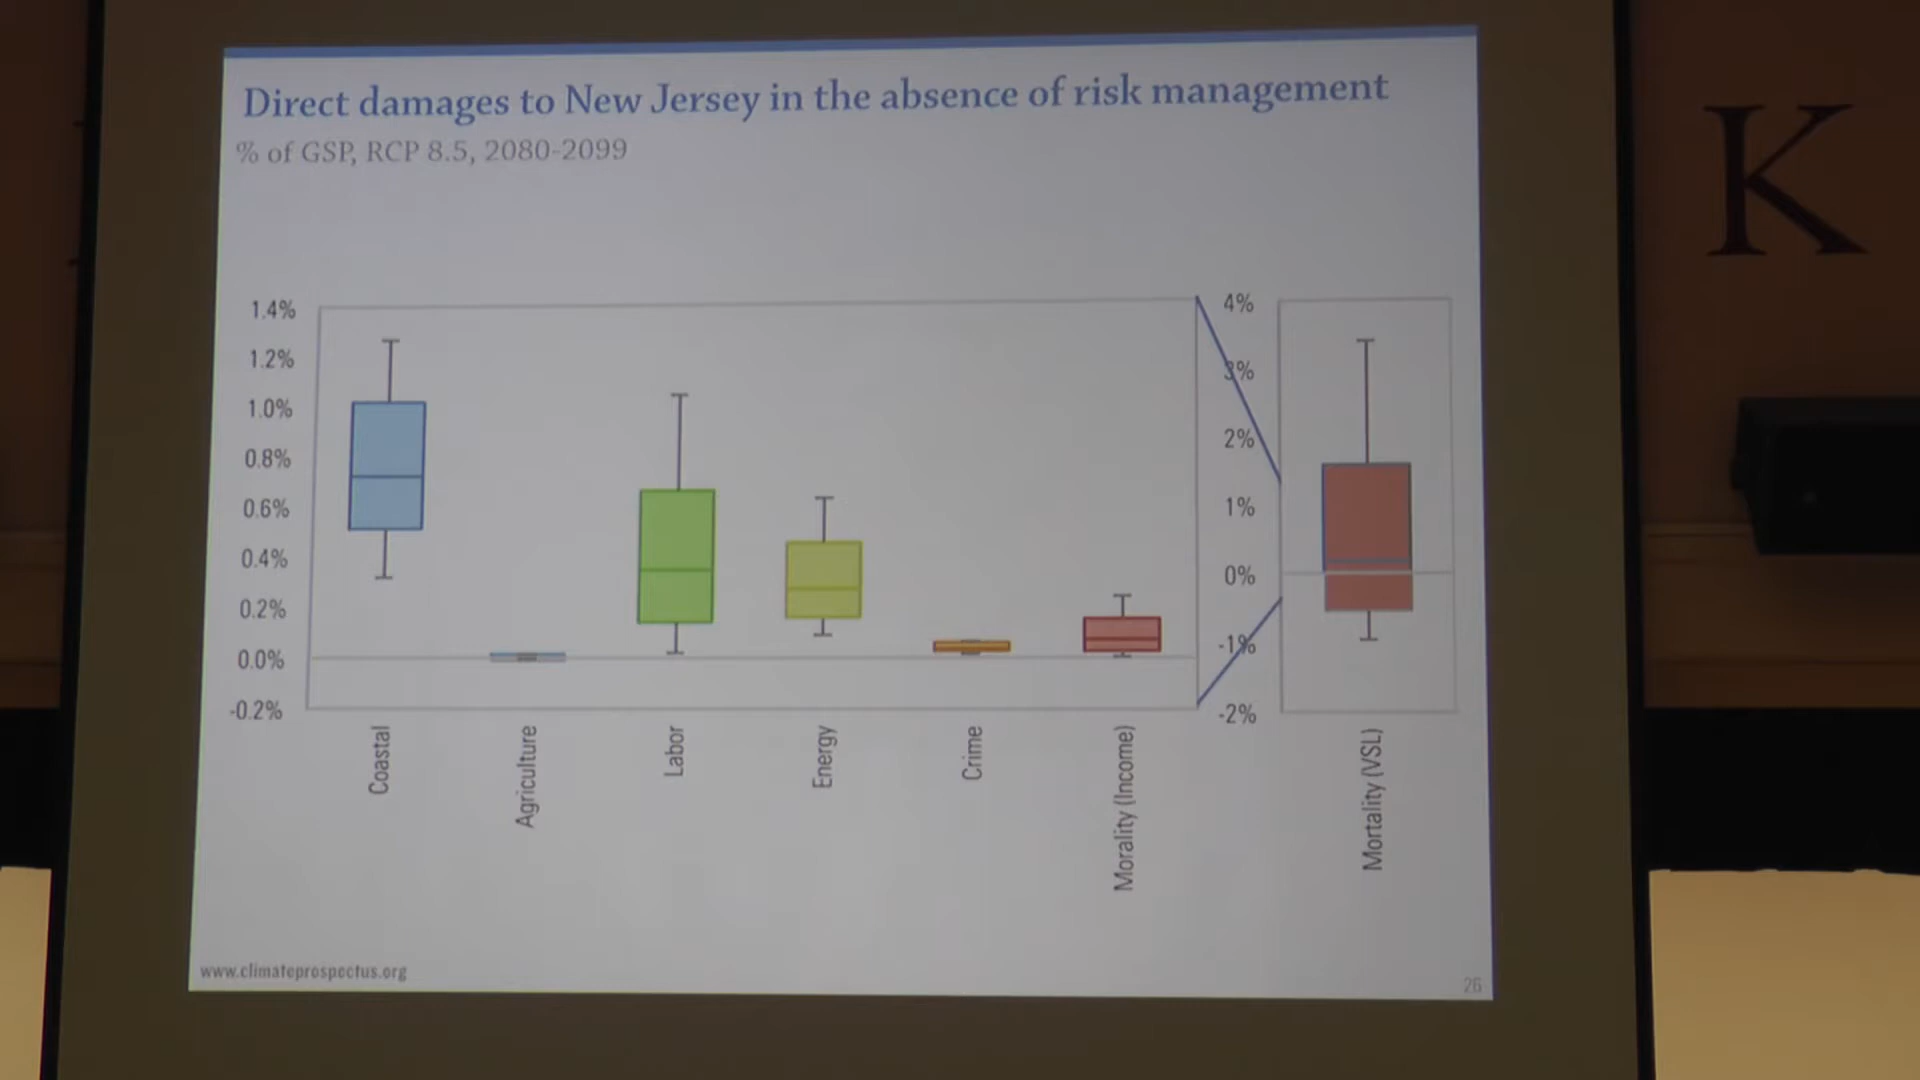 Direct damages to New Jersey in the absence of risk management
% of GSP, RCP 8.5, 2080-2099
K
1.4%
1.2%
1.0%
0.8%
0.6%
0.4%
0.2%
0.0%
-0.2%
4%
3%
2%
1%
0%
-1%
-2%
Coastal
Agriculture
Labor
Energy
Crime
Morality (Income)
Mortality (VSL)
www.climateprospectus.org
26